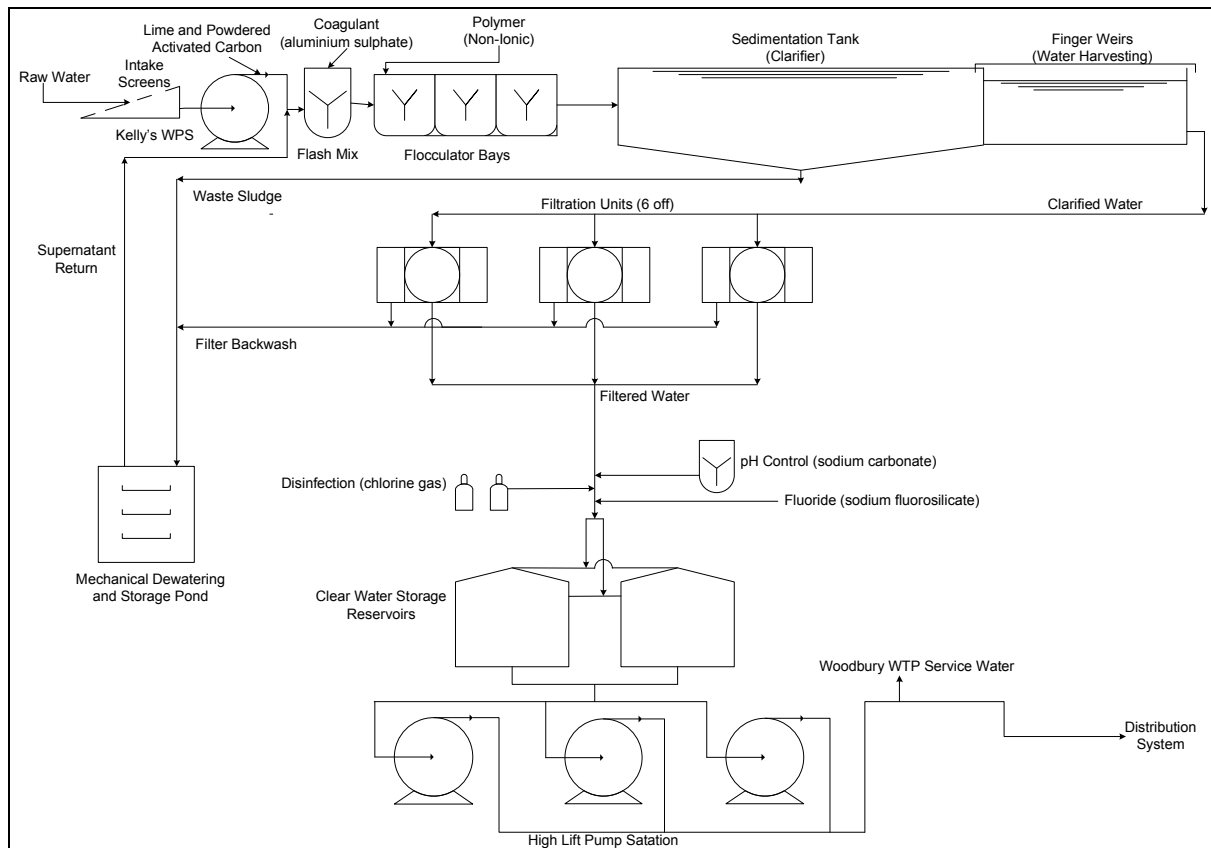 Lime and Powdered
Activated Carbon
Coagulant
(aluminium sulphate)
Polymer
(Non-Ionic)
Sedimentation Tank
(Clarifier)
Finger Weirs
(Water Harvesting)
Raw Water
Intake
Screens
Kelly's WPS
Flash Mix
Flocculator Bays
Waste Sludge
Filtration Units (6 off)
Clarified Water
Supernatant
Return
Filter Backwash
Filtered Water
pH Control (sodium carbonate)
Disinfection (chlorine gas)
Fluoride (sodium fluorosilicate)
Mechanical Dewatering
and Storage Pond
Clear Water Storage
Reservoirs
Woodbury WTP Service Water
Distribution
System
High Lift Pump Satation